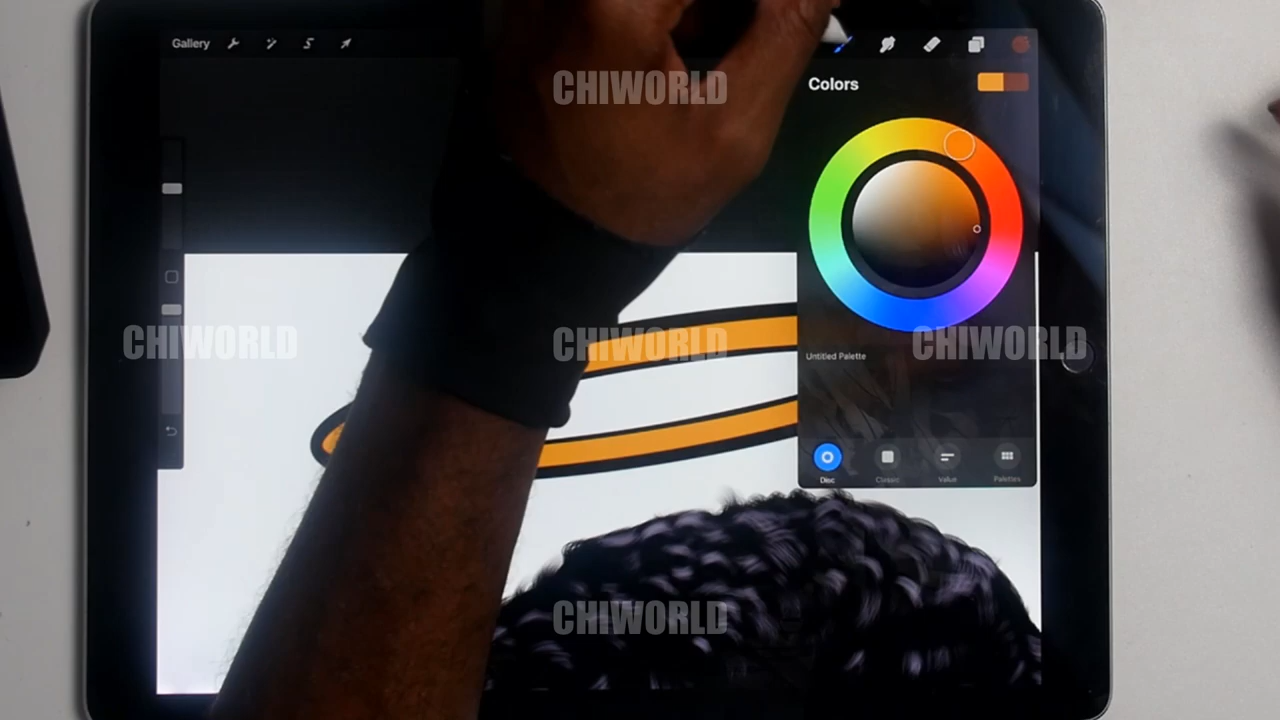 Gallery
CHIWORLD
Colors
CHIWORLD
CHIWORLD
CHIWORLD
Untitled Palette
Disc
Classic
Value
Palettes
CHIWORLD